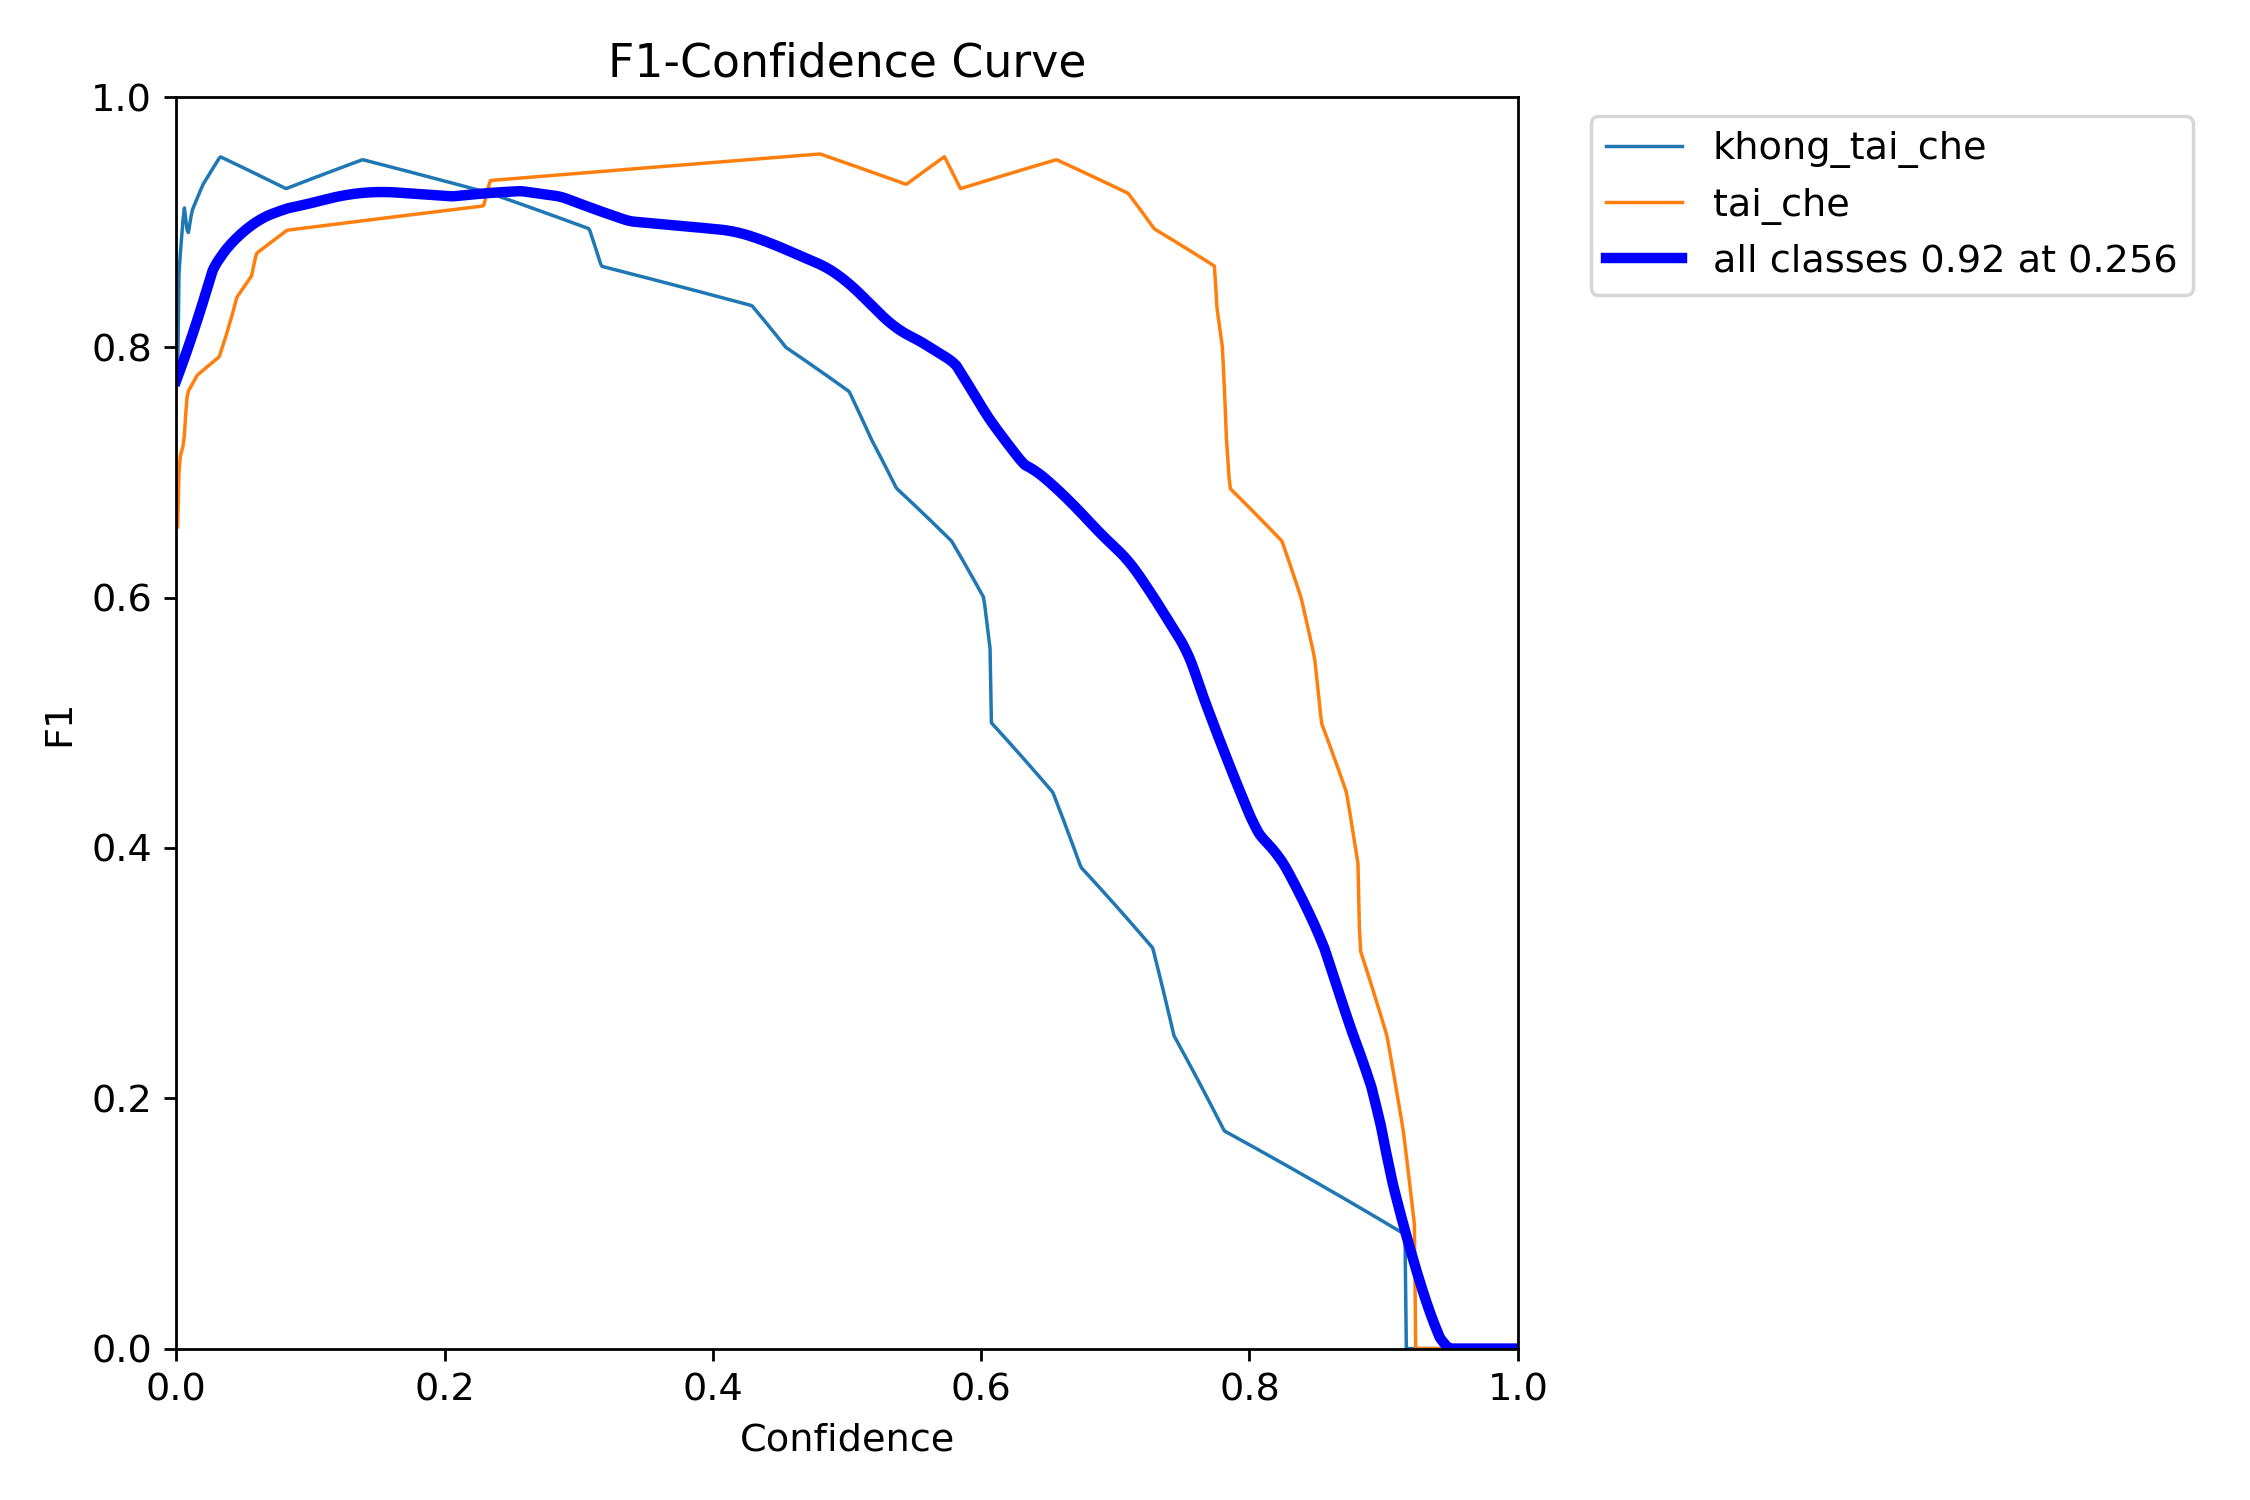 F1-Confidence Curve
1.0
0.8
0.6
0.4
0.2
0.0
F1
0.0 0.2 0.4 0.6 0.8 1.0
Confidence
khong_tai_che
tai_che
all classes 0.92 at 0.256